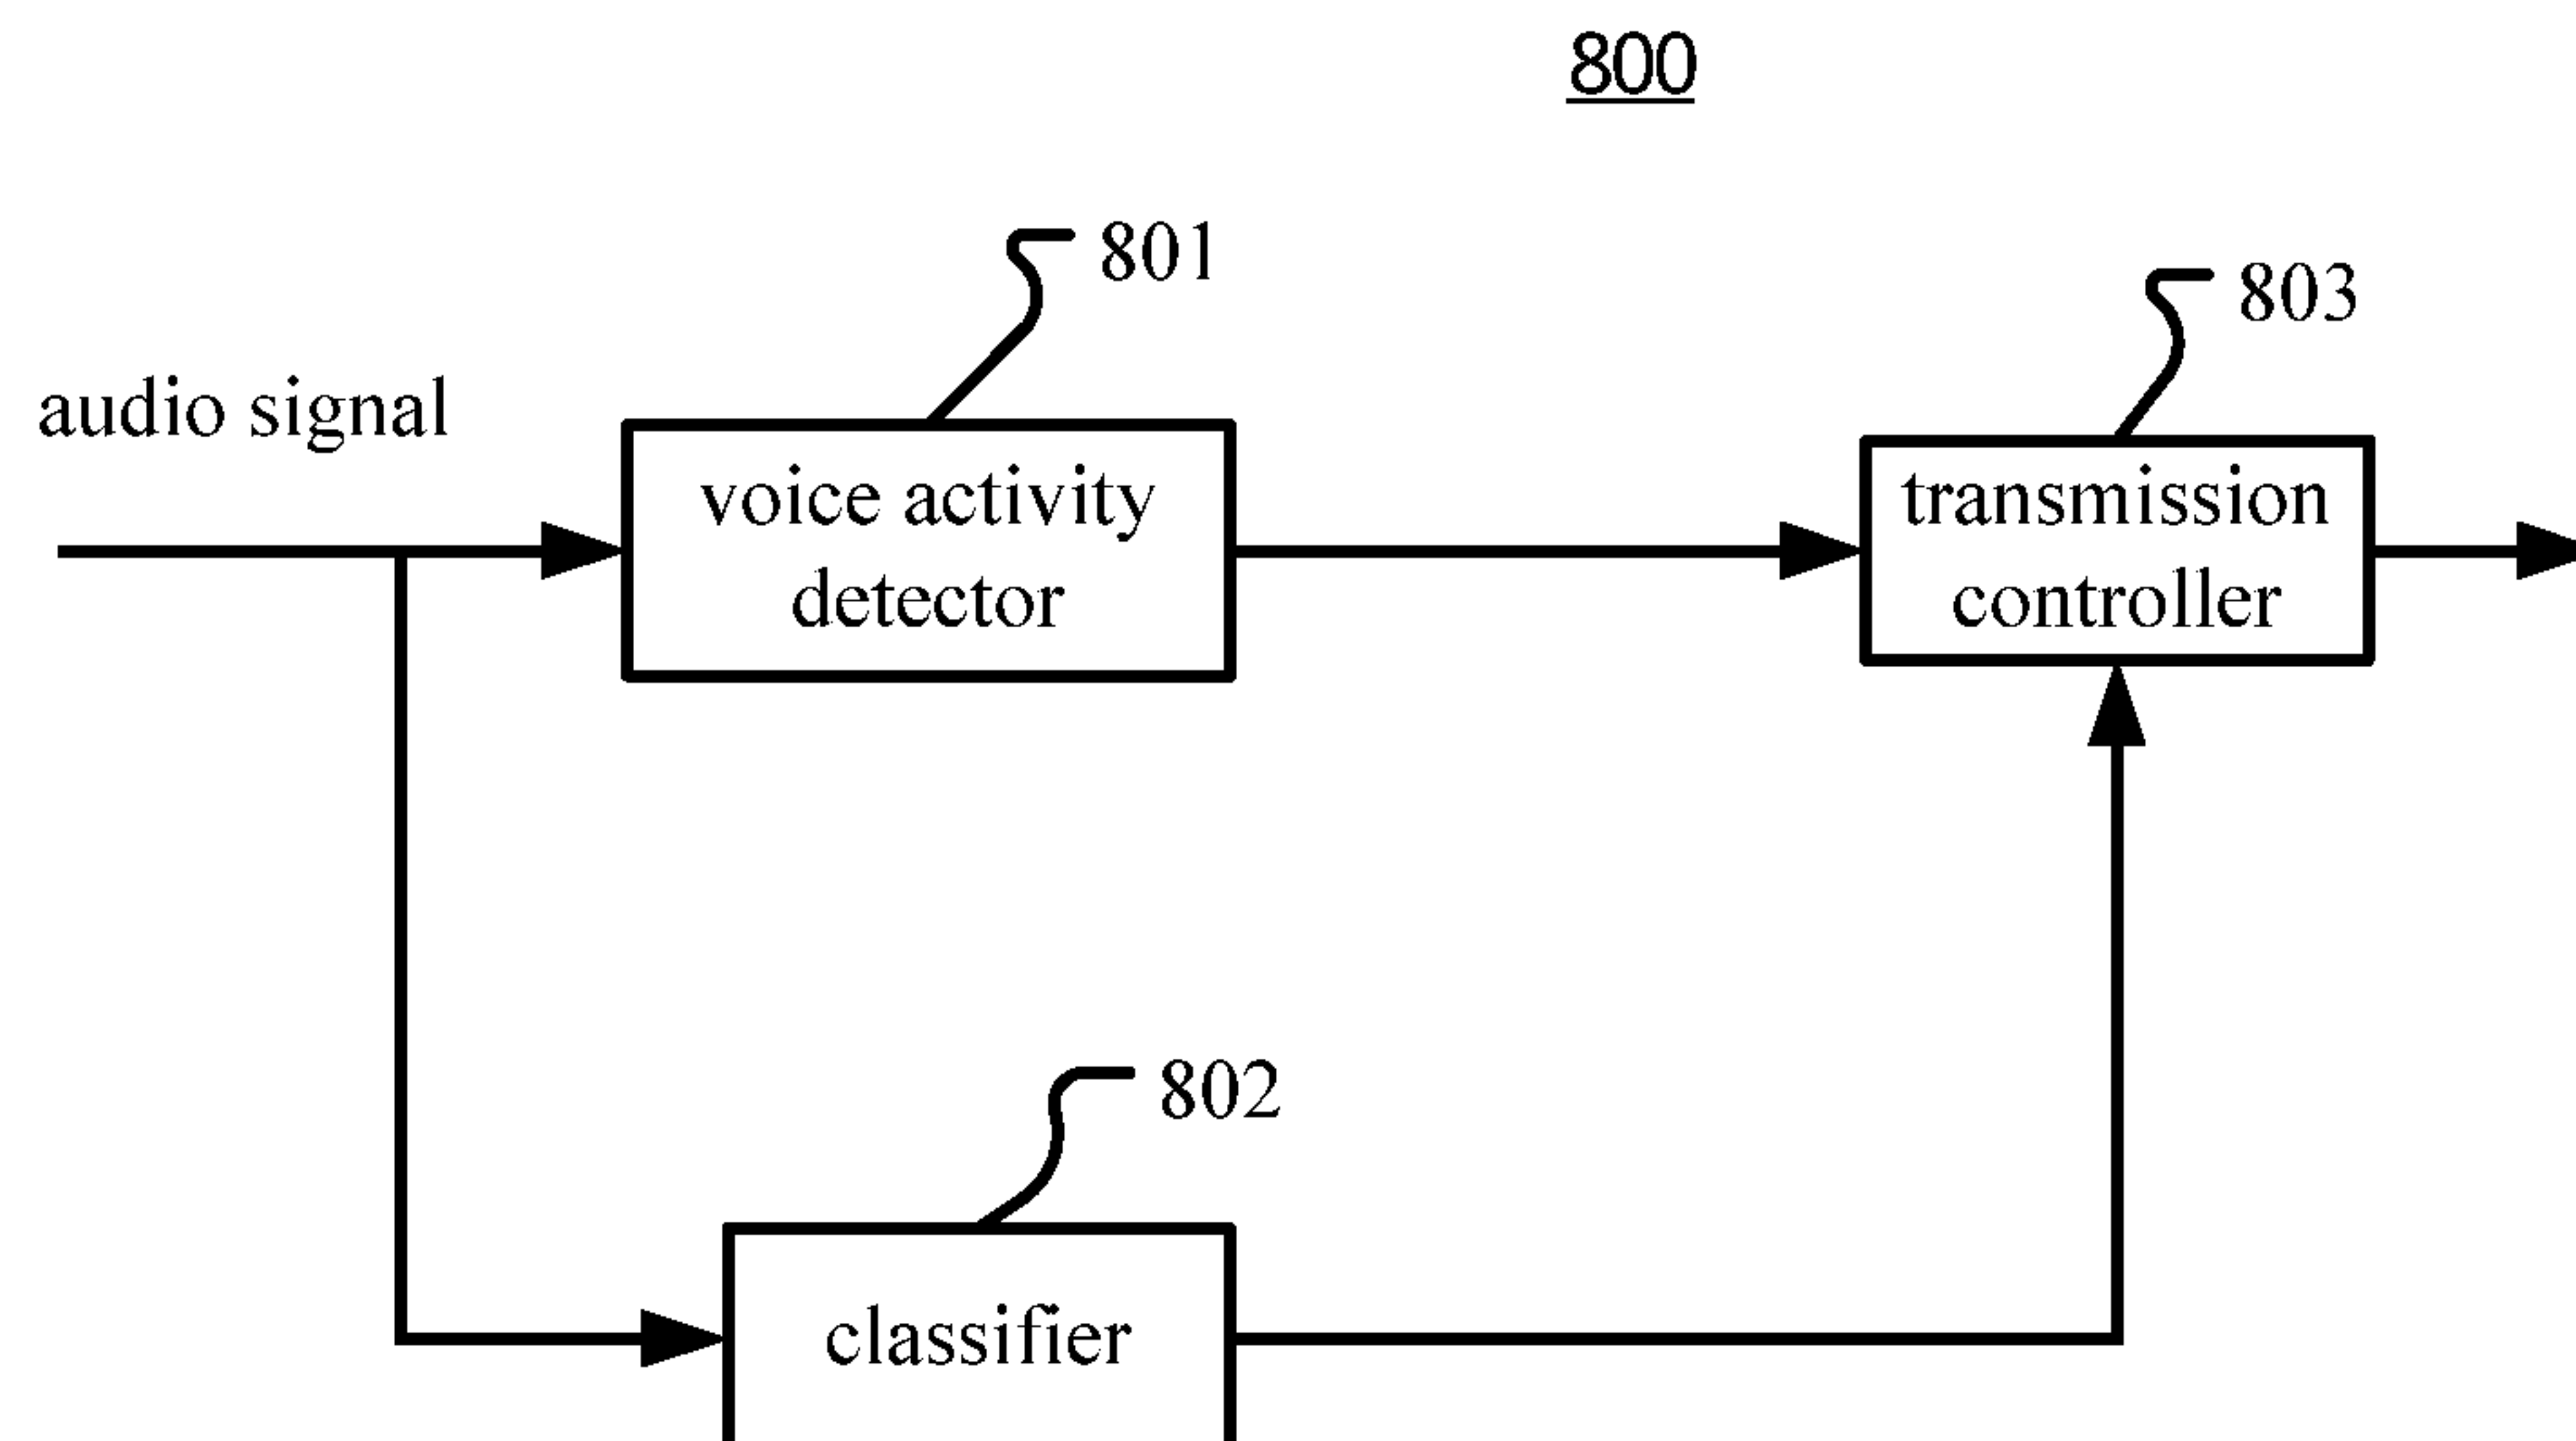 800
801
803
audio signal
voice activity
detector
transmission
controller
802
classifier